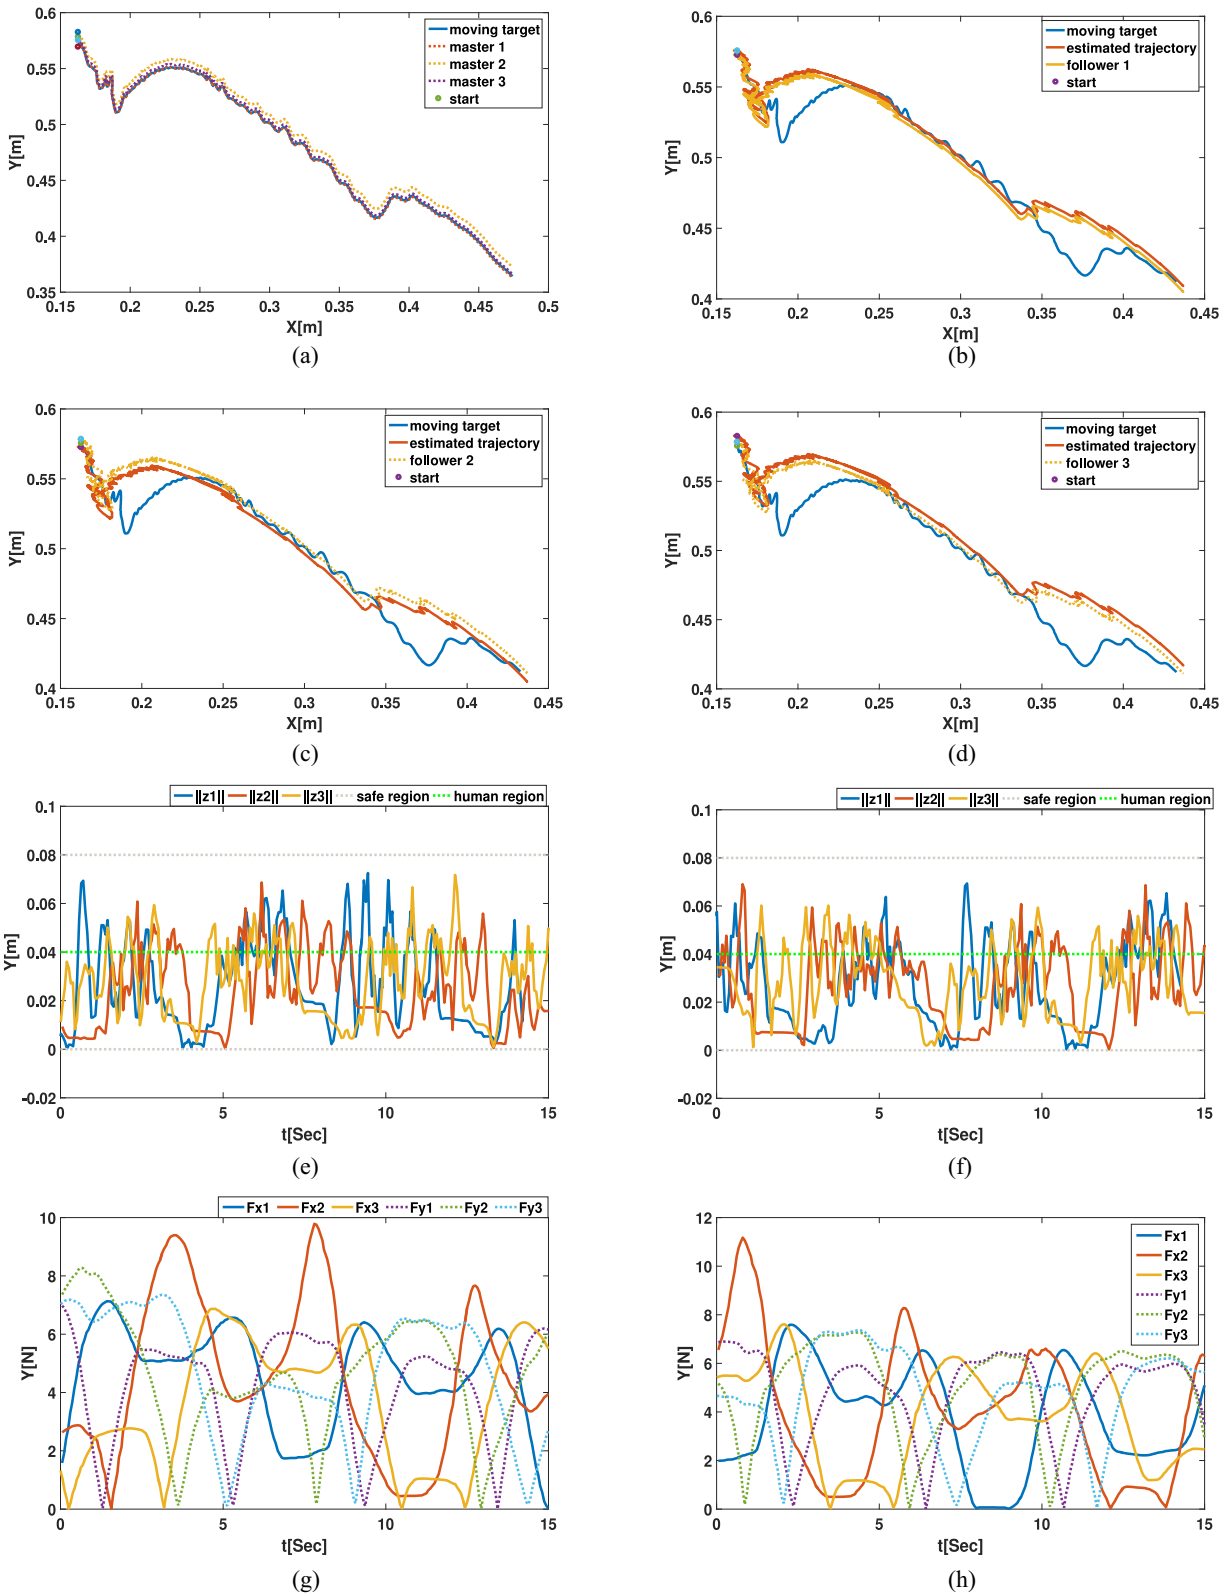 0.6
0.55
0.5
0.45
0.4
0.35
Y[m]
0.15 0.2 0.25 0.3 0.35 0.4 0.45 0.5
X[m]
moving target
master 1
master 2
master 3
start
(a)
0.6
0.55
0.5
0.45
0.4
Y[m]
0.15 0.2 0.25 0.3 0.35 0.4 0.45
X[m]
moving target
estimated trajectory
follower 1
start
(b)
0.6
0.55
0.5
0.45
0.4
Y[m]
0.15 0.2 0.25 0.3 0.35 0.4 0.45
X[m]
moving target
estimated trajectory
follower 2
start
(c)
0.6
0.55
0.5
0.45
0.4
Y[m]
0.15 0.2 0.25 0.3 0.35 0.4 0.45
X[m]
moving target
estimated trajectory
follower 3
start
(d)
||z1|| ||z2|| ||z3|| safe region human region
0.1
0.08
0.06
0.04
0.02
0
-0.02
Y[m]
0 5 10 15
t[Sec]
(e)
||z1|| ||z2|| ||z3|| safe region human region
0.1
0.08
0.06
0.04
0.02
0
-0.02
Y[m]
0 5 10 15
t[Sec]
(f)
Fx1 Fx2 Fx3 Fy1 Fy2 Fy3
10
8
6
4
2
0
Y[N]
0 5 10 15
t[Sec]
(g)
12
10
8
6
4
2
0
Y[N]
0 5 10 15
t[Sec]
Fx1
Fx2
Fx3
Fy1
Fy2
Fy3
(h)